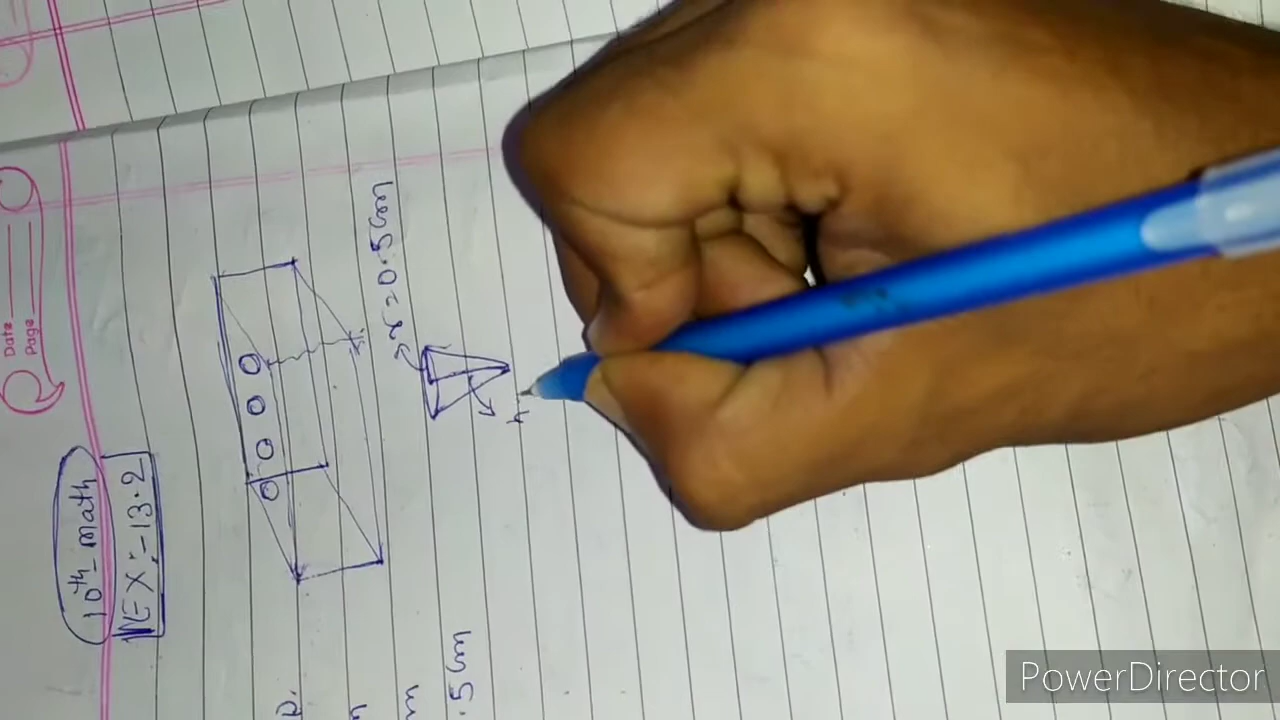 Date
Page
10th - math
EX:-13.2
r = 0.5cm
h
.5cm
PowerDirector